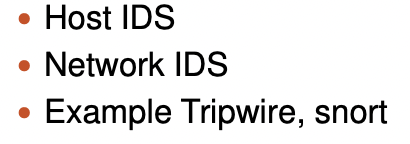 • Host IDS
• Network IDS
• Example Tripwire, snort